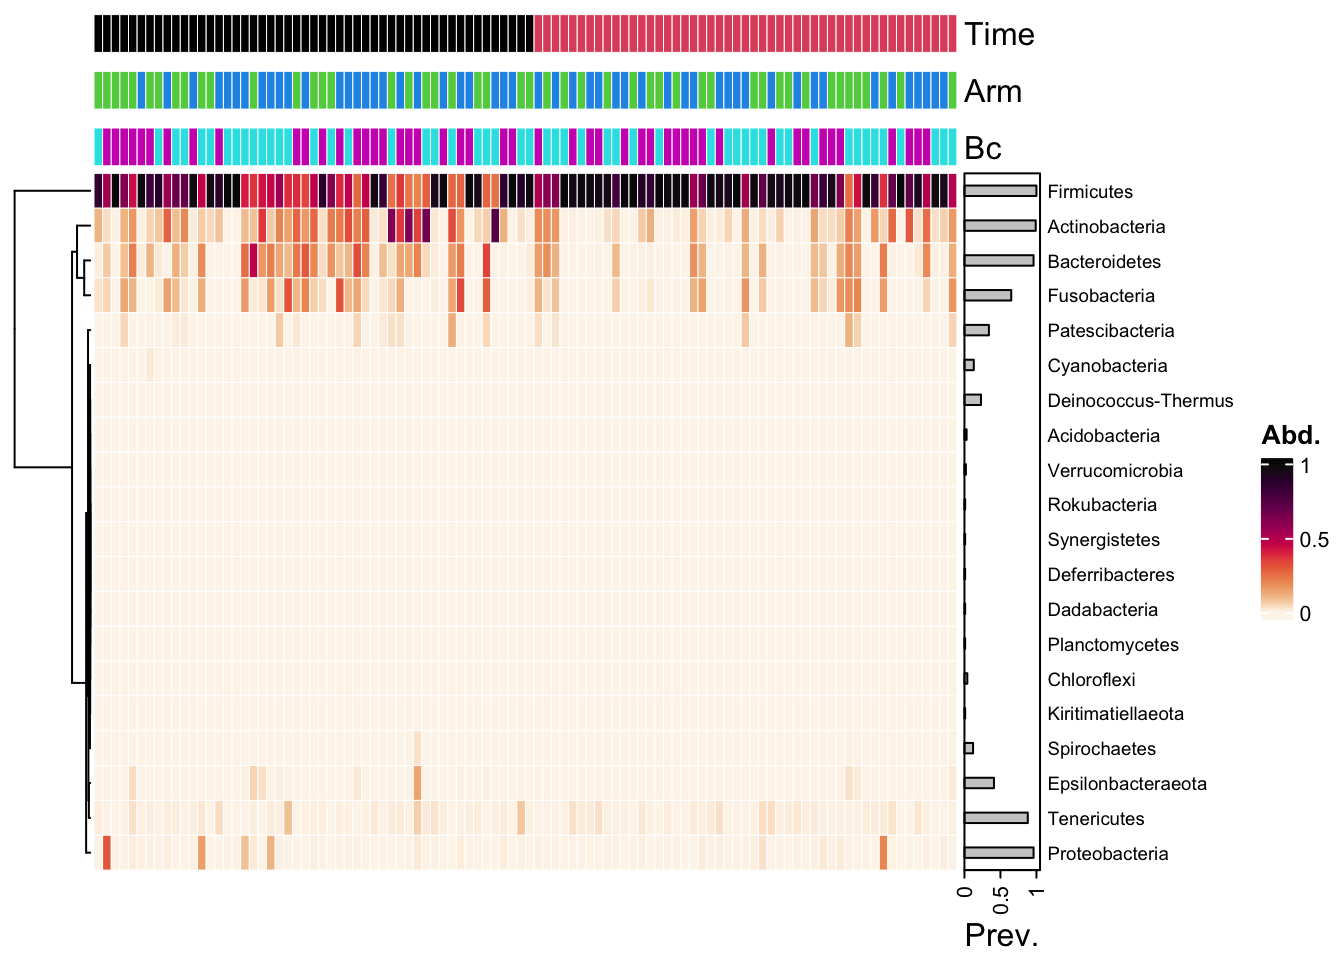 Time
Arm
Bc
Firmicutes
Actinobacteria
Bacteroidetes
Fusobacteria
Patescibacteria
Cyanobacteria
Deinococcus-Thermus
Acidobacteria
Verrucomicrobia
Rokubacteria
Synergistetes
Deferribacteres
Dadabacteria
Planctomycetes
Chloroflexi
Kiritimatiellaeota
Spirochaetes
Epsilonbacteraeota
Tenericutes
Proteobacteria
0 0.5 1
Prev.
Abd.
1
0.5
0